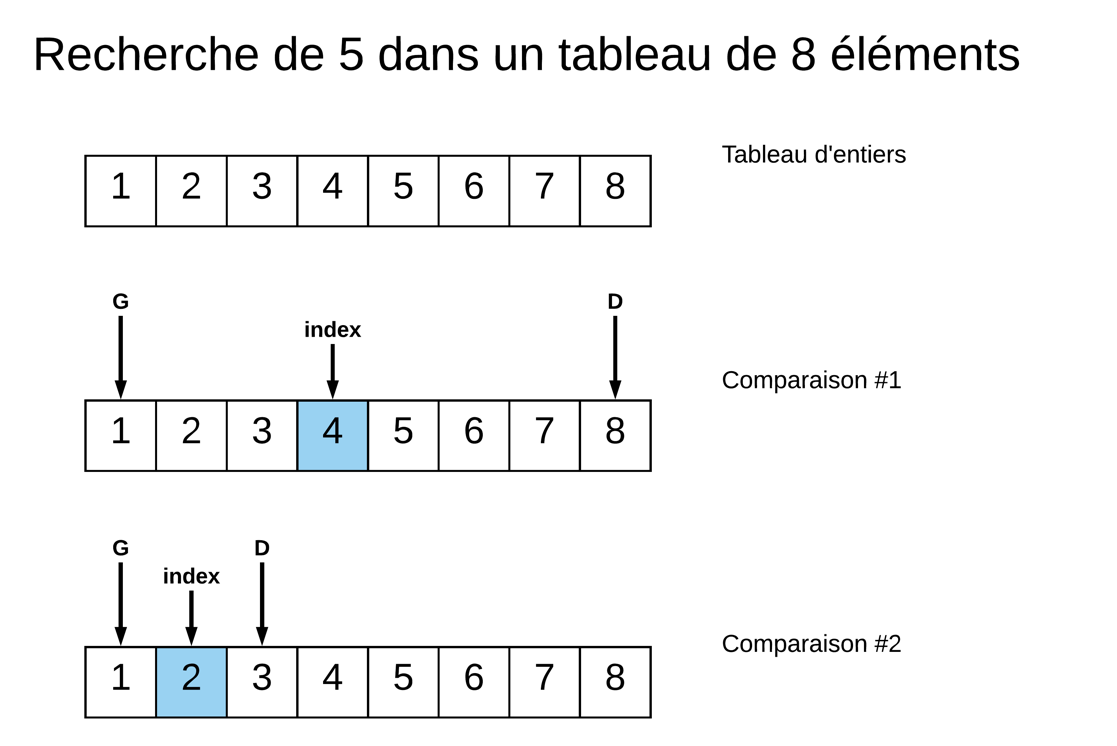 Recherche de 5 dans un tableau de 8 éléments
Tableau d'entiers
1 2 3 4 5 6 7 8
G D
index
Comparaison #1
1 2 3 4 5 6 7 8
G D
index
Comparaison #2
1 2 3 4 5 6 7 8